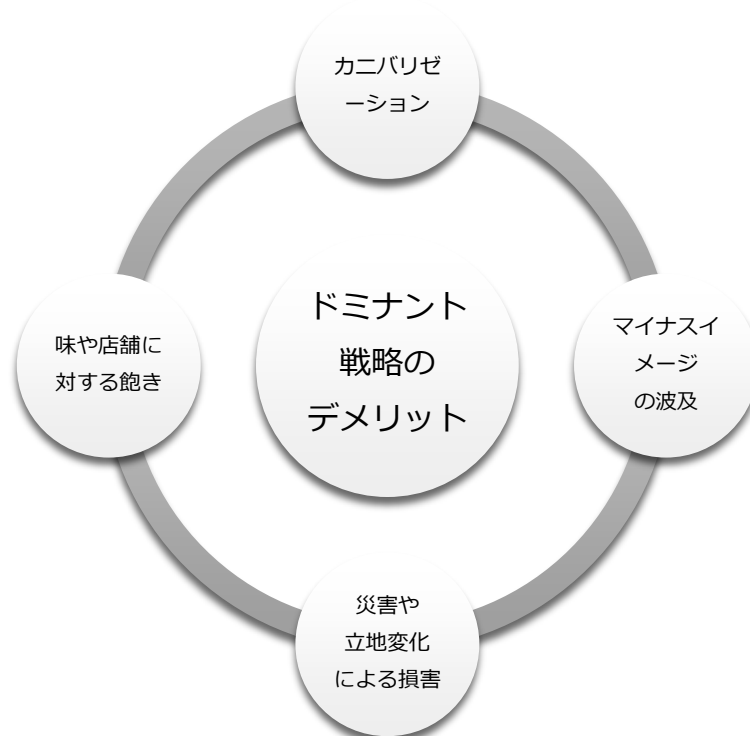 カニバリゼ
ーション
ドミナント
戦略の
デメリット
マイナスイ
メージ
の波及
災害や
立地変化
による損害
味や店舗に
対する飽き